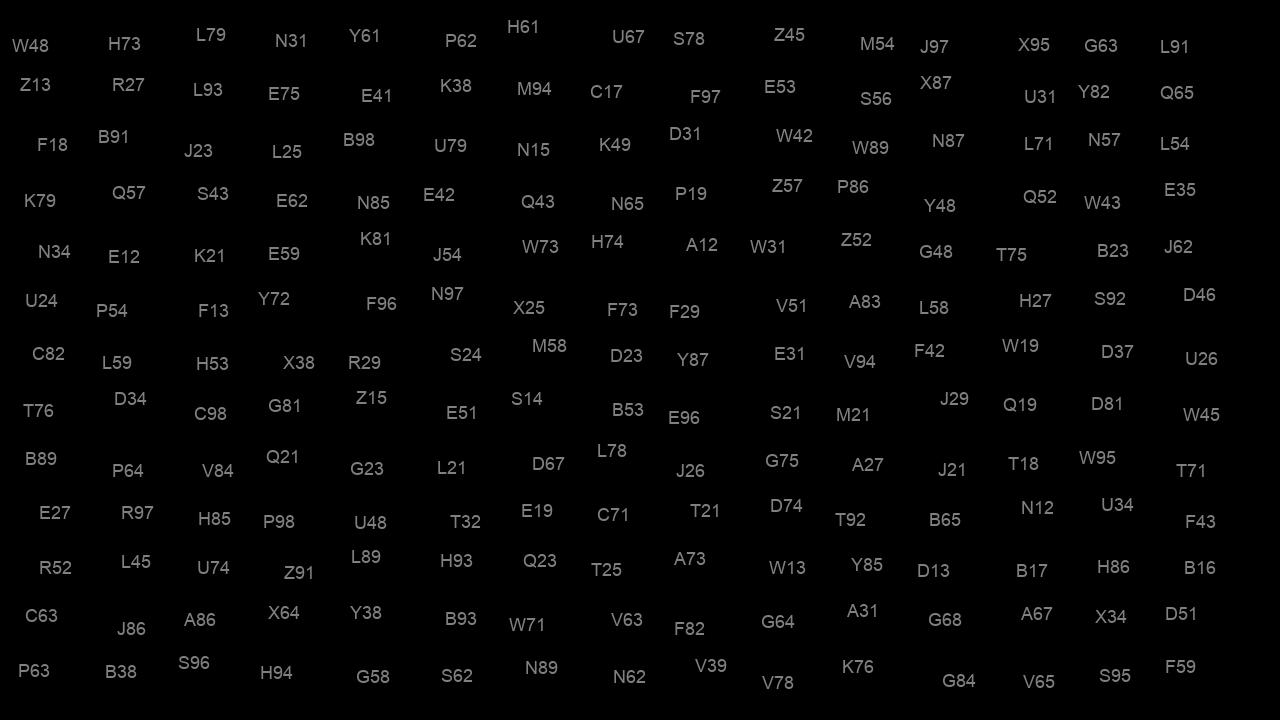 W48 H73 L79 N31 Y61 P62 H61 U67 S78 Z45 M54 J97 X95 G63 L91
Z13 R27 L93 E75 E41 K38 M94 C17 F97 E53 S56 X87 U31 Y82 Q65
F18 B91 J23 L25 B98 U79 N15 K49 D31 W42 W89 N87 L71 N57 L54
K79 Q57 S43 E62 N85 E42 Q43 N65 P19 Z57 P86 Y48 Q52 W43 E35
N34 E12 K21 E59 K81 J54 W73 H74 A12 W31 Z52 G48 T75 B23 J62
U24 P54 F13 Y72 F96 N97 X25 F73 F29 V51 A83 L58 H27 S92 D46
C82 L59 H53 X38 R29 S24 M58 D23 Y87 E31 V94 F42 W19 D37 U26
T76 D34 C98 G81 Z15 E51 S14 B53 E96 S21 M21 J29 Q19 D81 W45
B89 P64 V84 Q21 G23 L21 D67 L78 J26 G75 A27 J21 T18 W95 T71
E27 R97 H85 P98 U48 T32 E19 C71 T21 D74 T92 B65 N12 U34 F43
R52 L45 U74 Z91 L89 H93 Q23 T25 A73 W13 Y85 D13 B17 H86 B16
C63 J86 A86 X64 Y38 B93 W71 V63 F82 G64 A31 G68 A67 X34 D51
P63 B38 S96 H94 G58 S62 N89 N62 V39 V78 K76 G84 V65 S95 F59